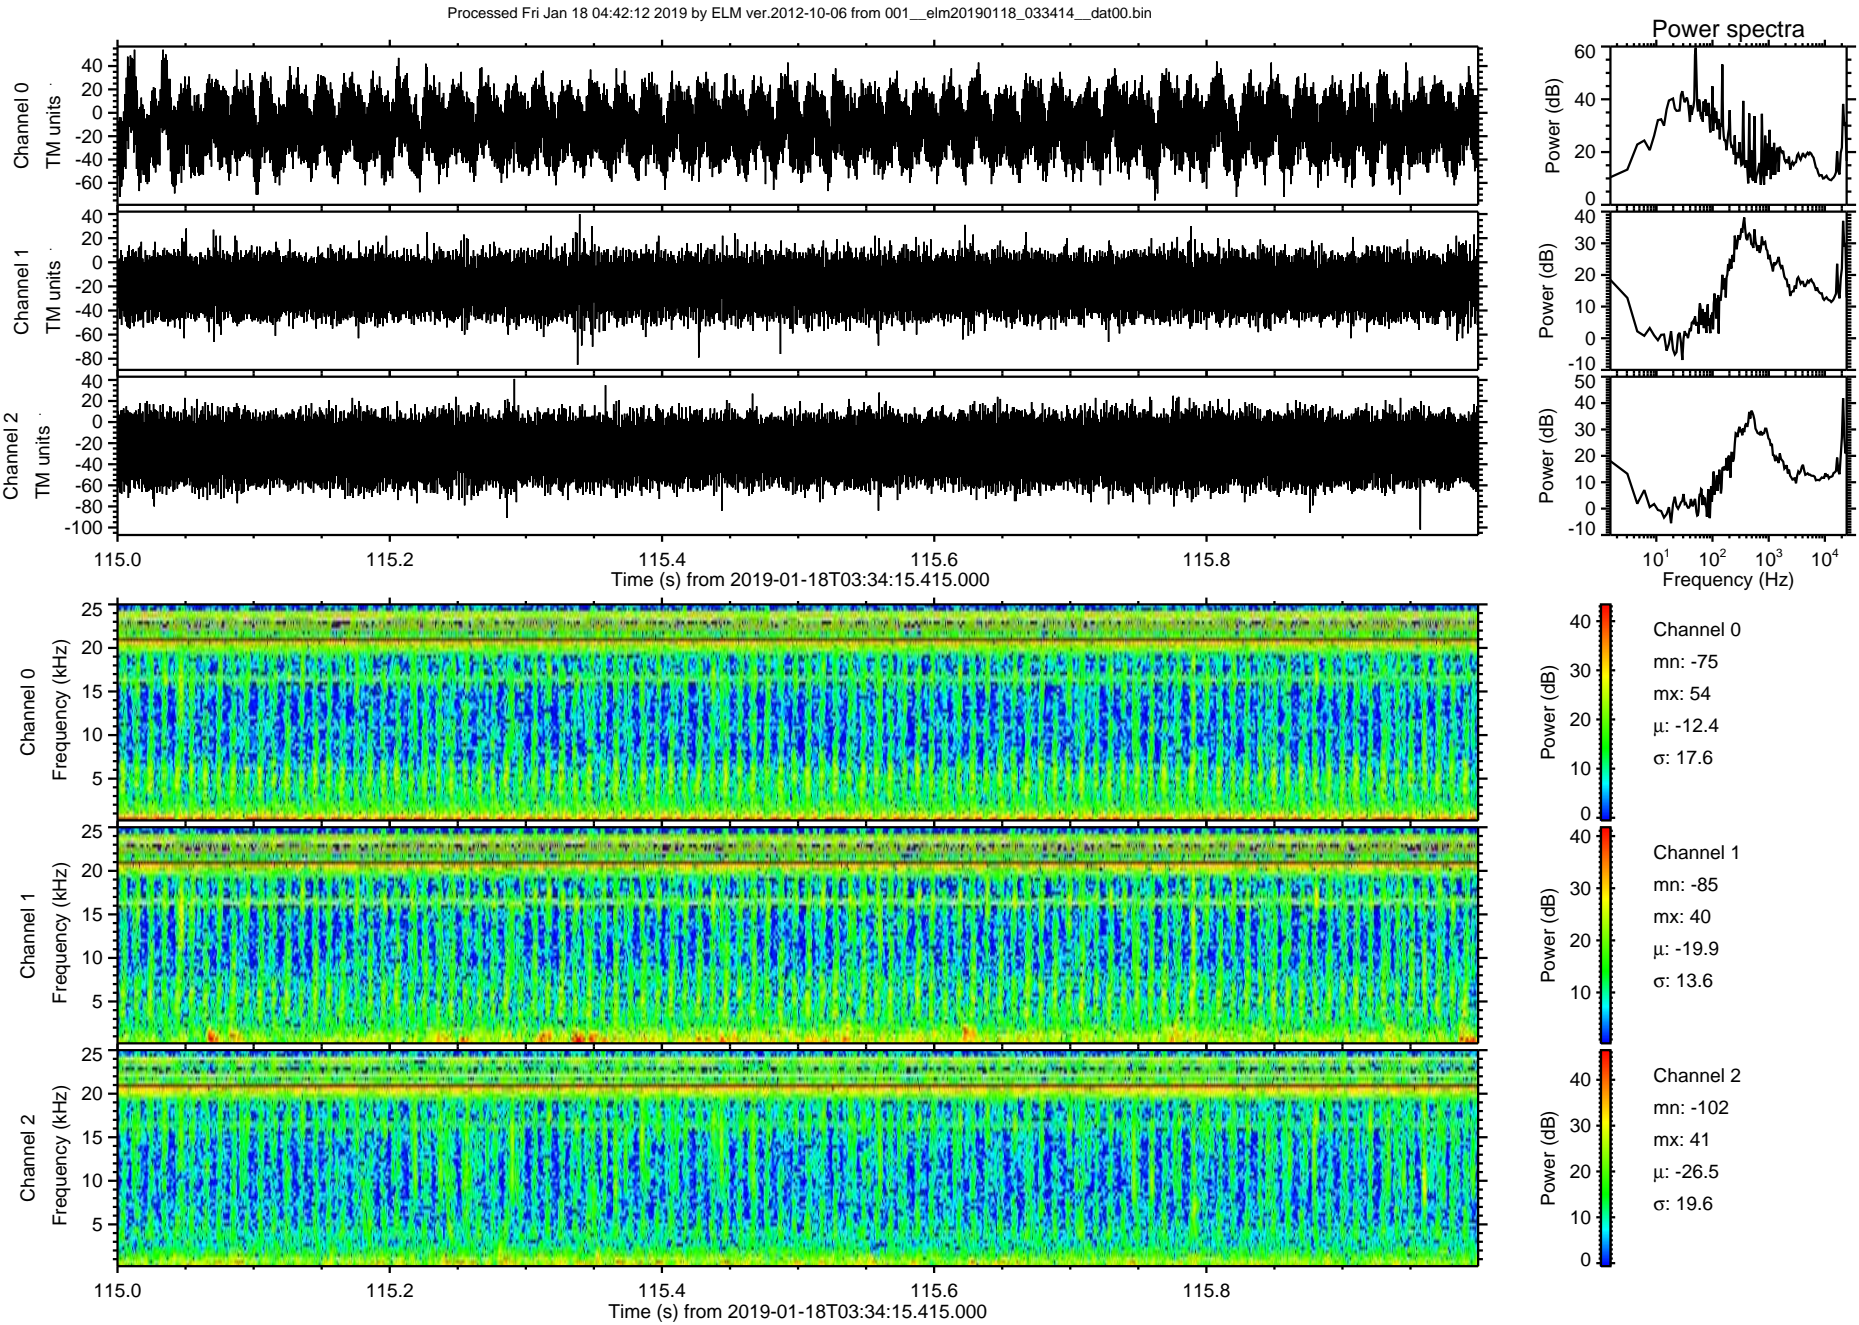 Processed Fri Jan 18 04:42:12 2019 by ELM ver.2012-10-06 from 001__elm20190118_033414__dat00.bin
Power spectra
Channel 0
TM units
40
20
0
-20
-40
-60
Power (dB)
60
40
20
0
Channel 1
TM units
40
20
0
-20
-40
-60
-80
Power (dB)
40
30
20
10
0
-10
Channel 2
TM units
40
20
0
-20
-40
-60
-80
-100
Power (dB)
50
40
30
20
10
0
-10
115.0 115.2 115.4 115.6 115.8
Time (s) from 2019-01-18T03:34:15.415.000
10¹ 10² 10³ 10⁴
Frequency (Hz)
Channel 0
Frequency (kHz)
25
20
15
10
5
Power (dB)
40
30
20
10
0
Channel 0
mn: -75
mx: 54
μ: -12.4
σ: 17.6
Channel 1
Frequency (kHz)
25
20
15
10
5
Power (dB)
40
30
20
10
Channel 1
mn: -85
mx: 40
μ: -19.9
σ: 13.6
Channel 2
Frequency (kHz)
25
20
15
10
5
Power (dB)
40
30
20
10
0
Channel 2
mn: -102
mx: 41
μ: -26.5
σ: 19.6
115.0 115.2 115.4 115.6 115.8
Time (s) from 2019-01-18T03:34:15.415.000